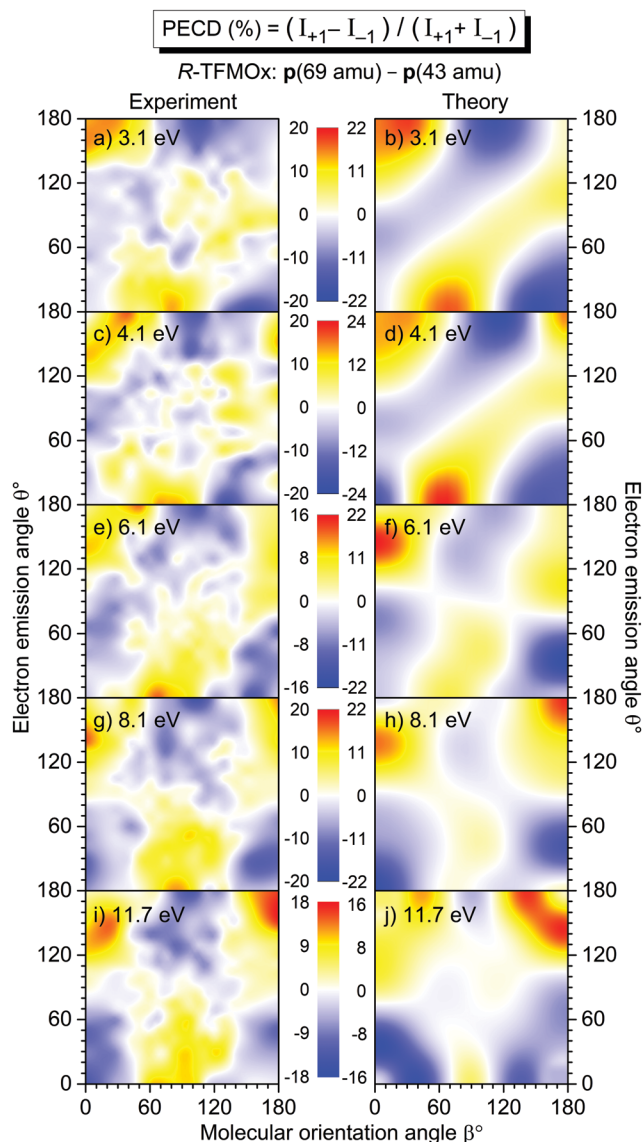 PECD (%) = (I+1 − I−1) / (I+1 + I−1)
R-TFMOx: p(69 amu) – p(43 amu)
Experiment Theory
a) 3.1 eV
b) 3.1 eV
180 120 60
20 10 0 -10 -20
22 11 0 -11 -22
180 120 60
c) 4.1 eV
d) 4.1 eV
180 120 60
20 10 0 -10 -20
24 12 0 -12 -24
180 120 60
e) 6.1 eV
f) 6.1 eV
180 120 60
16 8 0 -8 -16
22 11 0 -11 -22
180 120 60
g) 8.1 eV
h) 8.1 eV
180 120 60
20 10 0 -10 -20
22 11 0 -11 -22
180 120 60
i) 11.7 eV
j) 11.7 eV
180 120 60 0
18 9 0 -9 -18
16 8 0 -8 -16
180 120 60 0
0 60 120 180
0 60 120 180
Electron emission angle θ°
Electron emission angle θ°
Molecular orientation angle β°